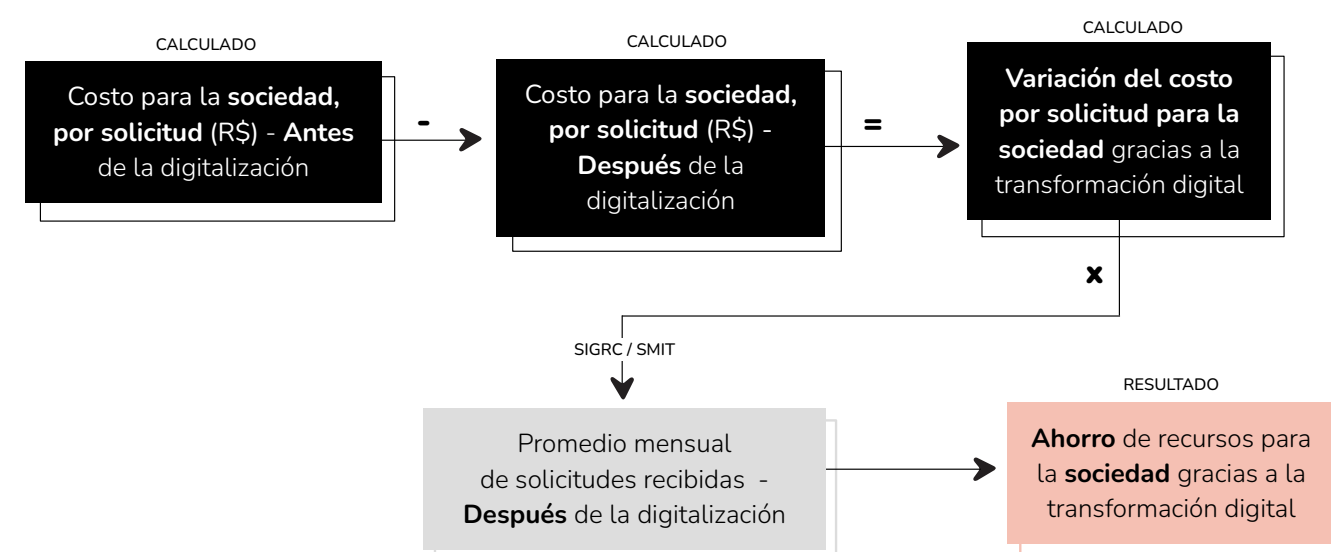 CALCULADO
Costo para la sociedad,
por solicitud (R$) - Antes
de la digitalización
-
CALCULADO
Costo para la sociedad,
por solicitud (R$) -
Después de la
digitalización
=
CALCULADO
Variación del costo
por solicitud para la
sociedad gracias a la
transformación digital
x
SIGRC / SMIT
Promedio mensual
de solicitudes recibidas -
Después de la digitalización
RESULTADO
Ahorro de recursos para
la sociedad gracias a la
transformación digital